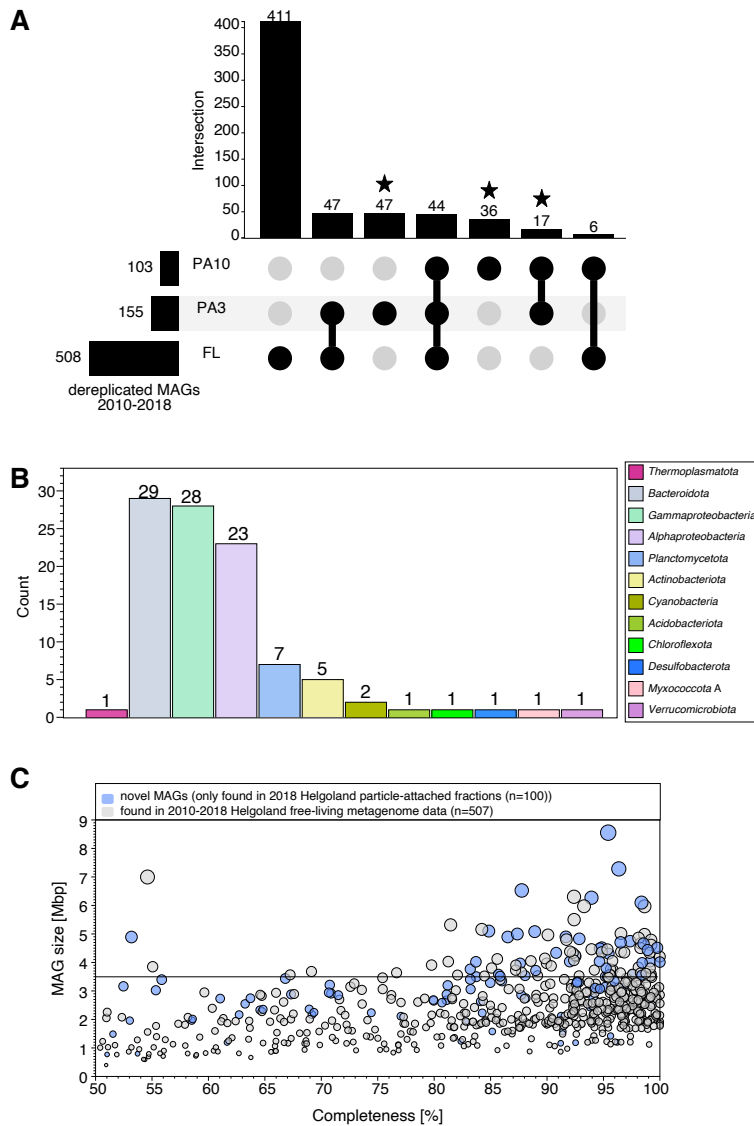 A
411
400
350
300
250
200
150
100
50
0
Intersection
47
47
44
36
17
6
103
PA10
155
PA3
508
FL
dereplicated MAGs
2010-2018
B
30
25
20
15
10
5
0
Count
1
29
28
23
7
5
2
1
1
1
1
1
Thermoplasmatota
Bacteroidota
Gammaproteobacteria
Alphaproteobacteria
Planctomycetota
Actinobacteriota
Cyanobacteria
Acidobacteriota
Chloroflexota
Desulfobacterota
Myxococcota A
Verrucomicrobiota
C
novel MAGs (only found in 2018 Helgoland particle-attached fractions (n=100))
found in 2010-2018 Helgoland free-living metagenome data (n=507)
9
8
7
6
5
4
3
2
1
0
MAG size [Mbp]
50 55 60 65 70 75 80 85 90 95 100
Completeness [%]